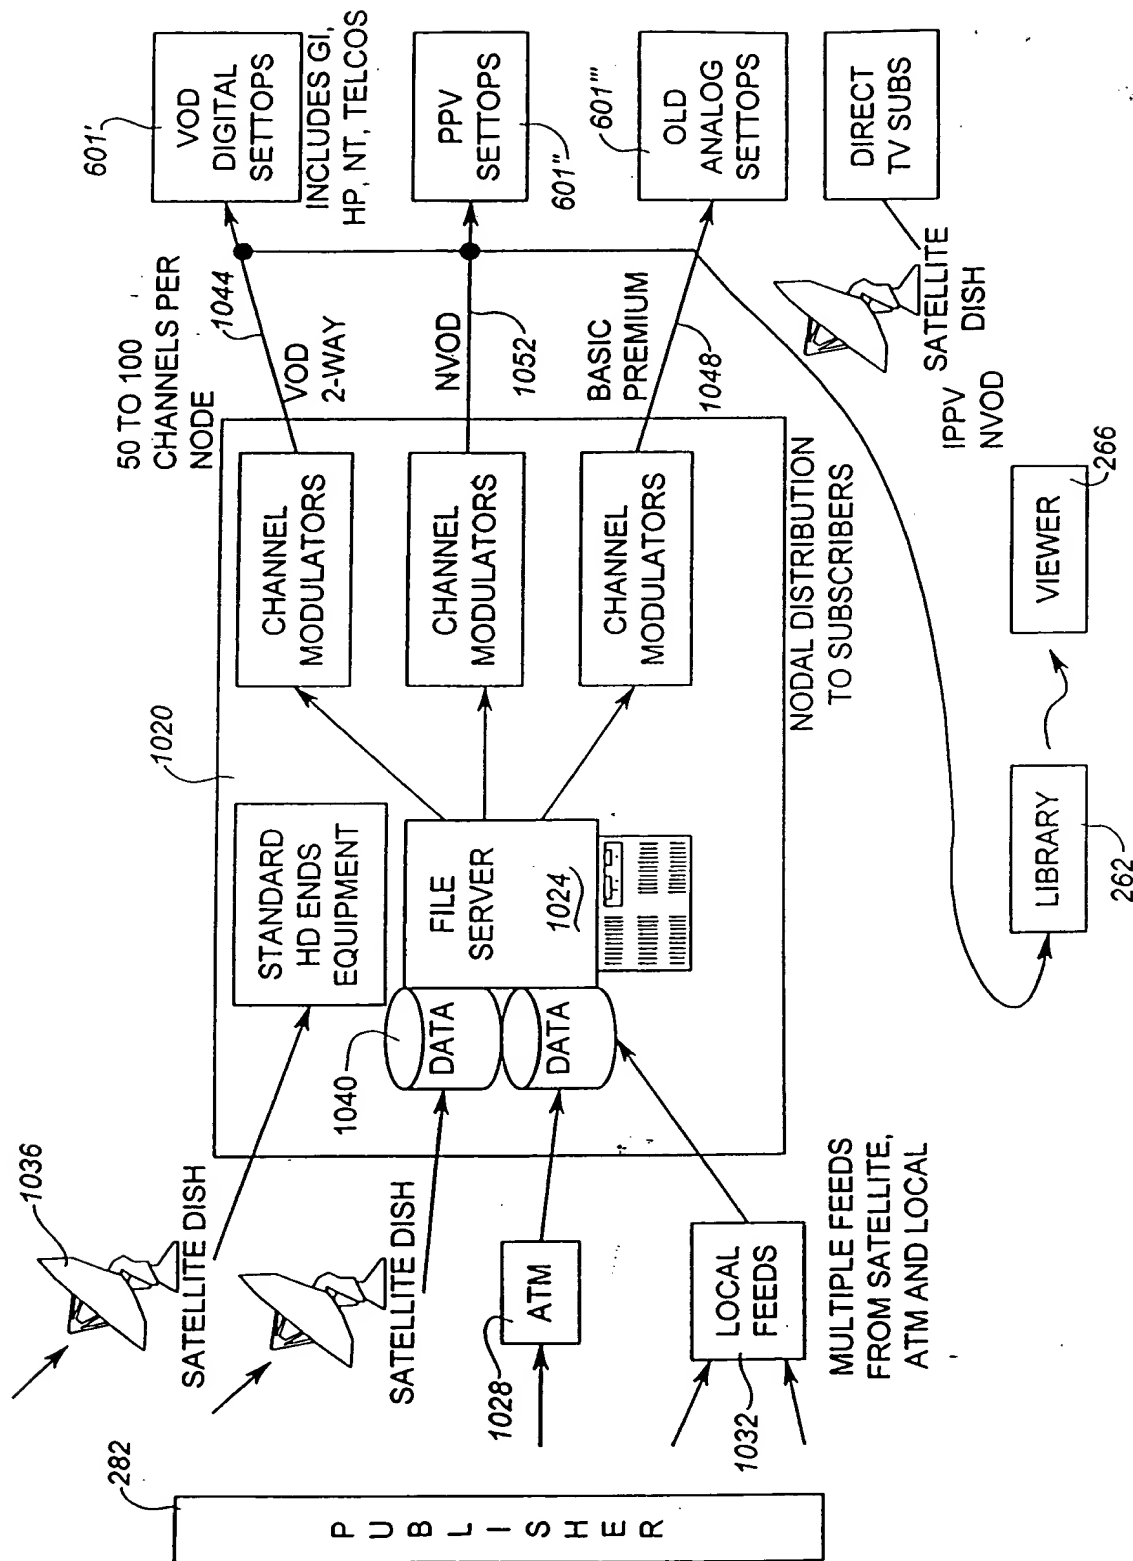 282
PUBLISHER
1036
SATELLITE DISH
SATELLITE DISH
1028
ATM
1032
LOCAL
FEEDS
MULTIPLE FEEDS
FROM SATELLITE,
ATM AND LOCAL
1020
STANDARD
HD ENDS
EQUIPMENT
1040
DATA
DATA
FILE
SERVER
1024
CHANNEL
MODULATORS
CHANNEL
MODULATORS
CHANNEL
MODULATORS
NODAL DISTRIBUTION
TO SUBSCRIBERS
50 TO 100
CHANNELS PER
NODE
1044
VOD
2-WAY
NVOD
1052
BASIC
PREMIUM
1048
601'
VOD
DIGITAL
SETTOPS
INCLUDES GI,
HP, NT, TELCOS
PPV
SETTOPS
601"
601'"
OLD
ANALOG
SETTOPS
DIRECT
TV SUBS
SATELLITE
DISH
IPPV
NVOD
LIBRARY
262
VIEWER
266